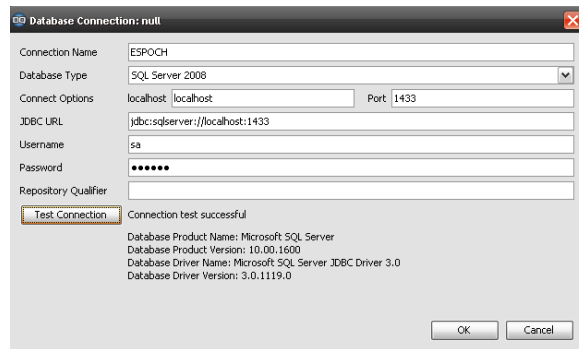 Database Connection: null
Connection Name ESPOCH
Database Type SQL Server 2008
Connect Options localhost localhost Port 1433
JDBC URL jdbc:sqlserver://localhost:1433
Username sa
Password ●●●●●●
Repository Qualifier
Test Connection Connection test successful
Database Product Name: Microsoft SQL Server
Database Product Version: 10.00.1600
Database Driver Name: Microsoft SQL Server JDBC Driver 3.0
Database Driver Version: 3.0.1119.0
OK Cancel